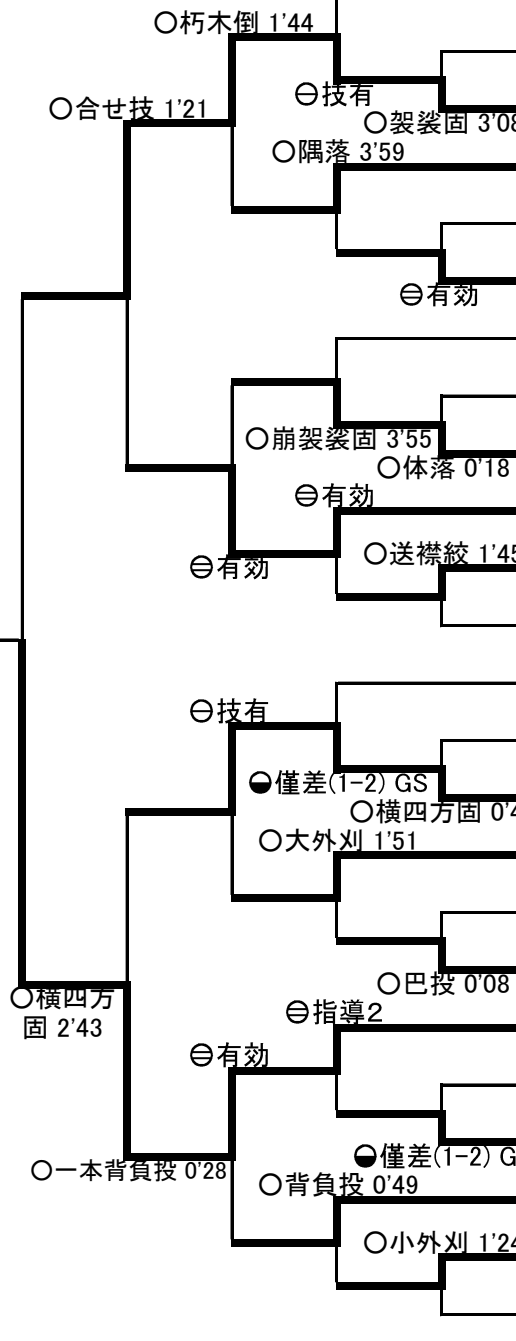 ○朽木倒 1'44
⊖技有
○合せ技 1'21
○袈裟固 3'08
○隅落 3'59
⊖有効
○崩袈裟固 3'55
○体落 0'18
⊖有効
○送襟絞 1'45
⊖有効
⊖技有
◒僅差(1-2) GS
○横四方固 0'4
○大外刈 1'51
○巴投 0'08
○横四方
固 2'43
⊖指導2
⊖有効
◒僅差(1-2) G
○一本背負投 0'28
○背負投 0'49
○小外刈 1'24